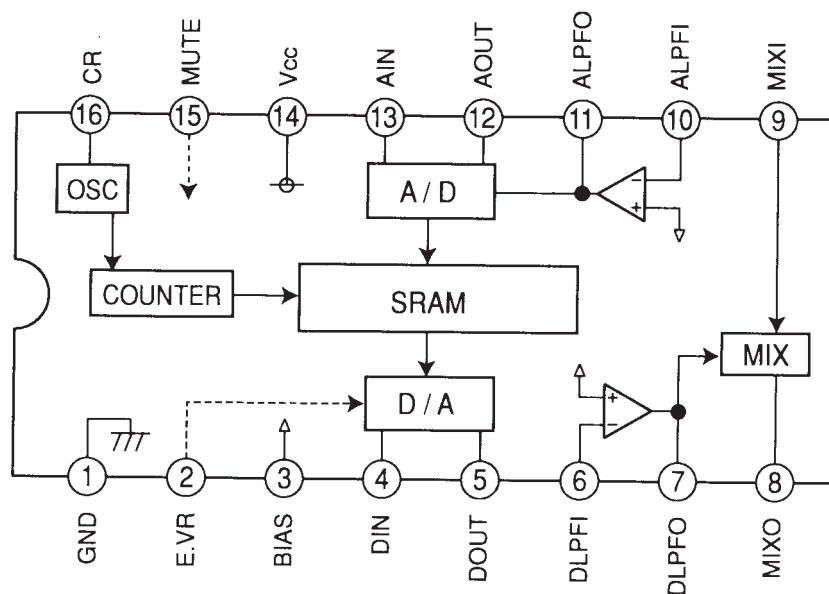 CR
MUTE
Vcc
AIN
AOUT
ALPFO
ALPFI
MIXI
16
15
14
13
12
11
10
9
OSC
A / D
-
+
COUNTER
SRAM
MIX
D / A
+
-
1
2
3
4
5
6
7
8
GND
E.VR
BIAS
DIN
DOUT
DLPFI
DLPFO
MIXO